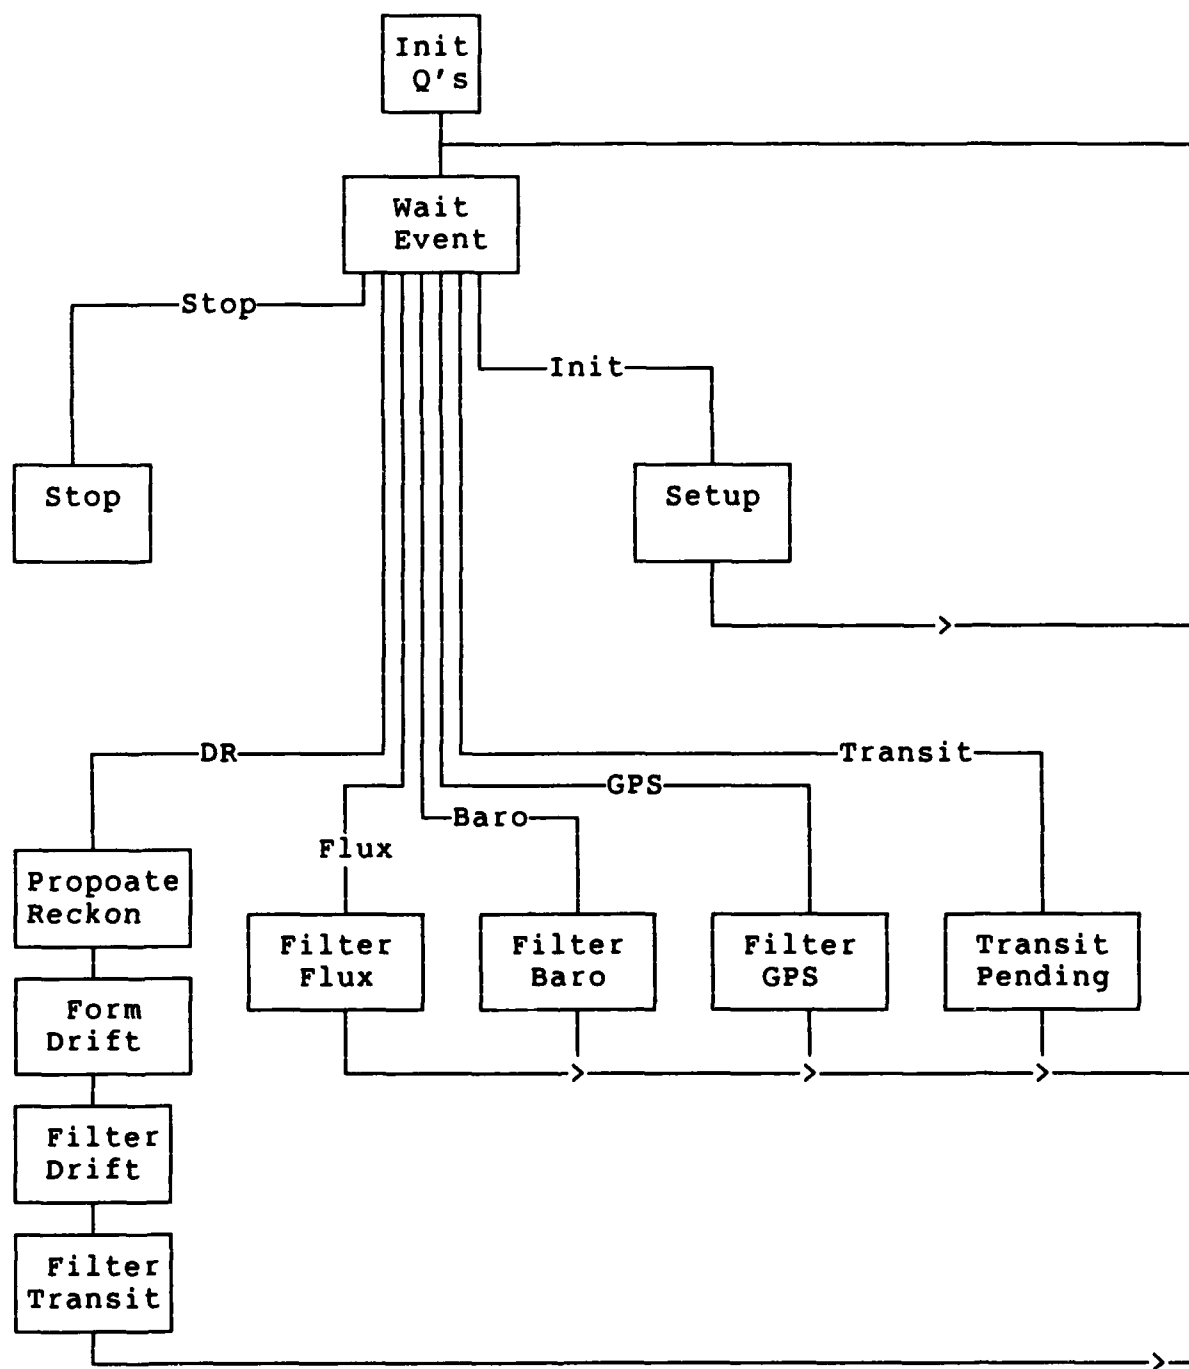 Init
Q's
Wait
Event
Stop
Init
Stop
Setup
DR
Transit
GPS
Baro
Flux
Propoate
Reckon
Filter
Flux
Filter
Baro
Filter
GPS
Transit
Pending
Form
Drift
Filter
Drift
Filter
Transit